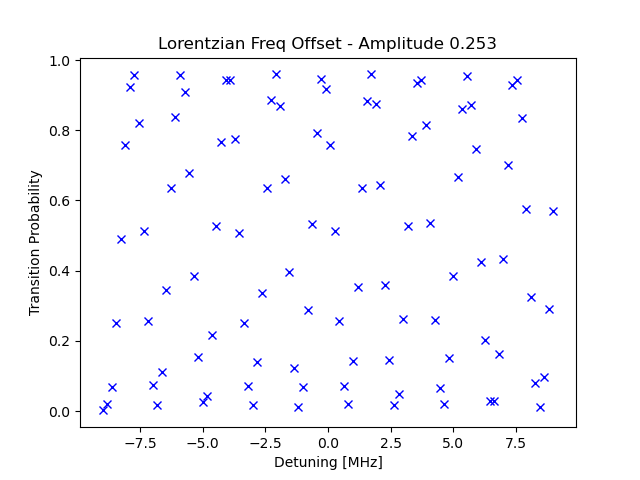 Lorentzian Freq Offset - Amplitude 0.253
1.0
0.8
0.6
0.4
0.2
0.0
Transition Probability
−7.5 −5.0 −2.5 0.0 2.5 5.0 7.5
Detuning [MHz]